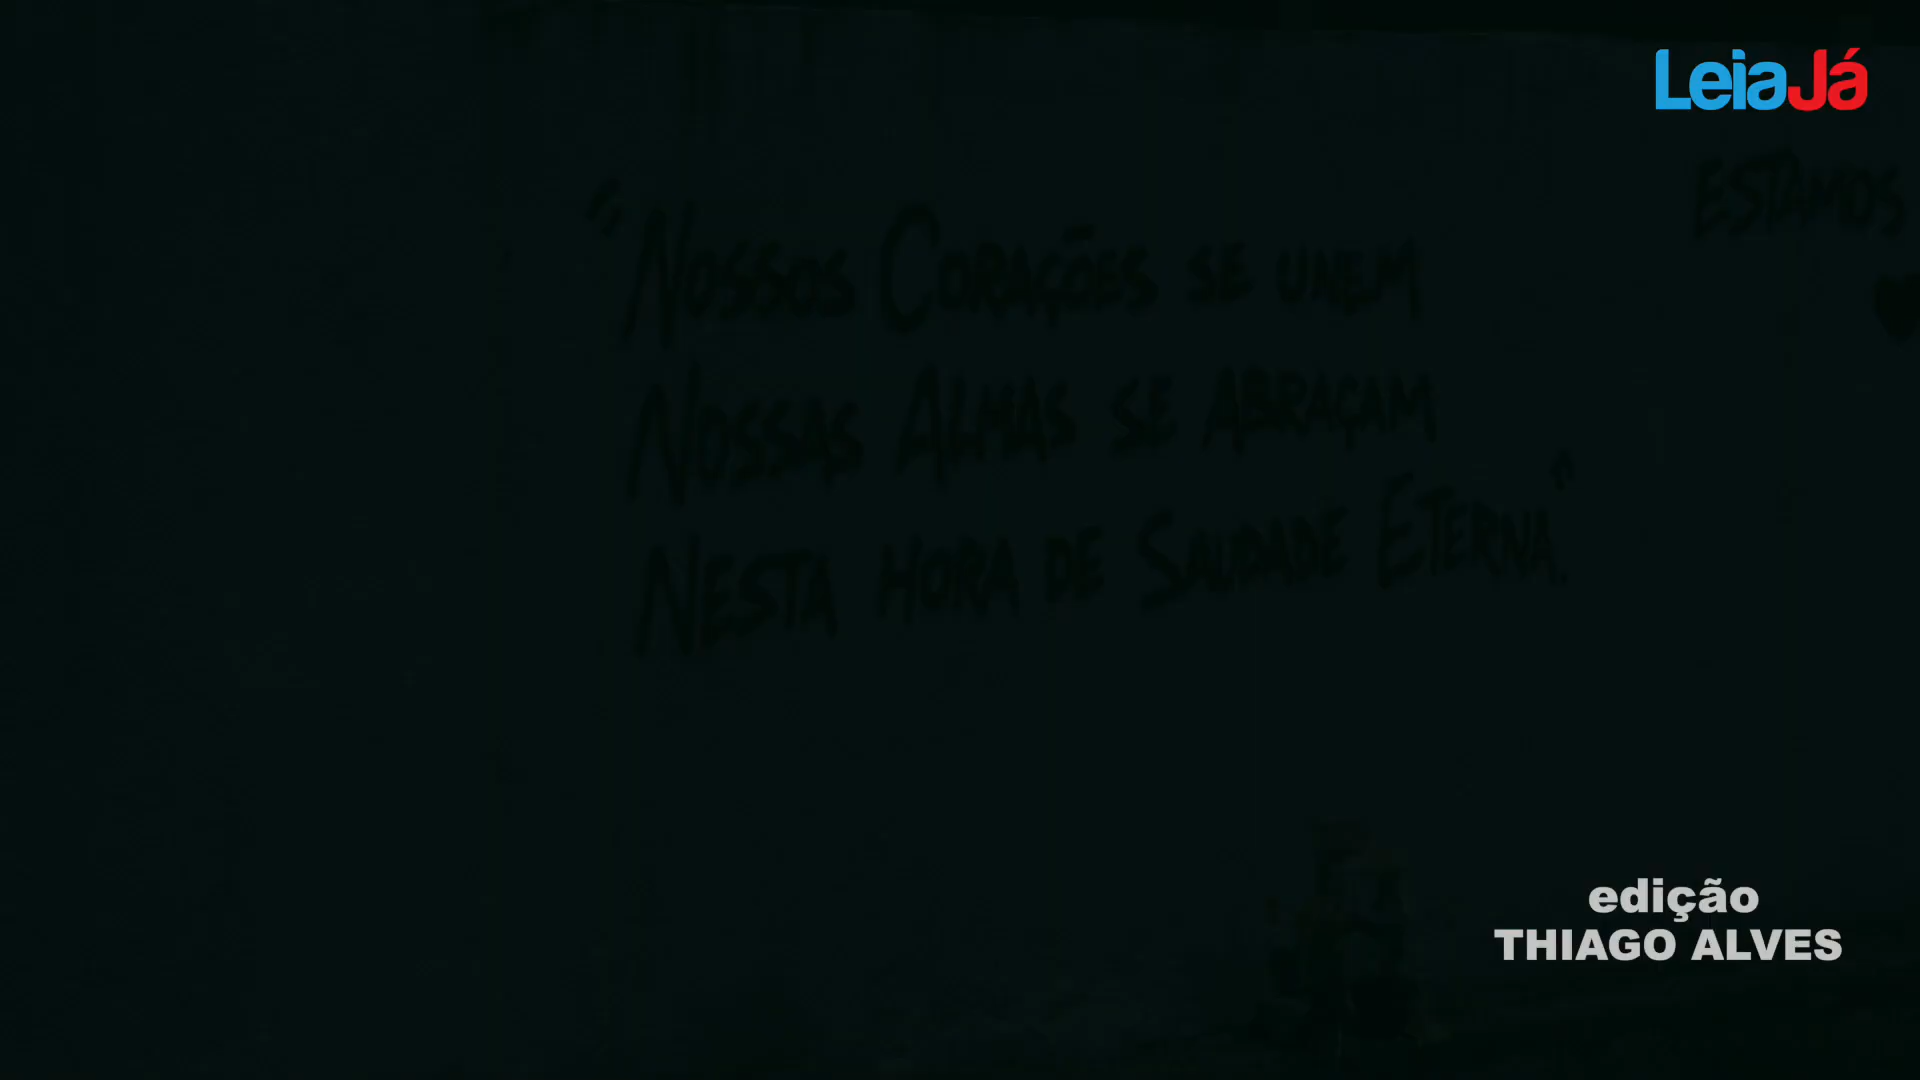 LeiaJá
ESTAMOS
"Nossos Corações se unem
Nossas Almas se abraçam
Nesta hora de Saudade Eterna."
edição
THIAGO ALVES